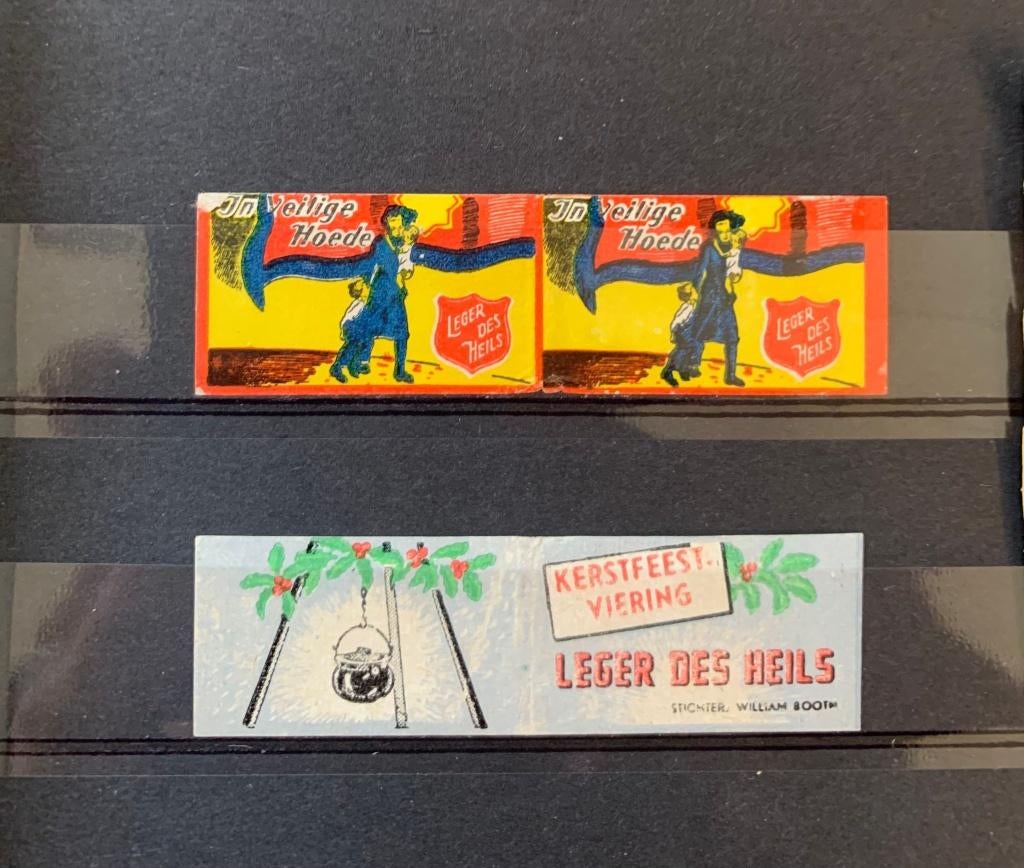 In Veilige
Hoede
LEGER
DES
HEILS
In Veilige
Hoede
LEGER
DES
HEILS
KERSTFEEST-
VIERING
LEGER DES HEILS
STICHTER: WILLIAM BOOTH